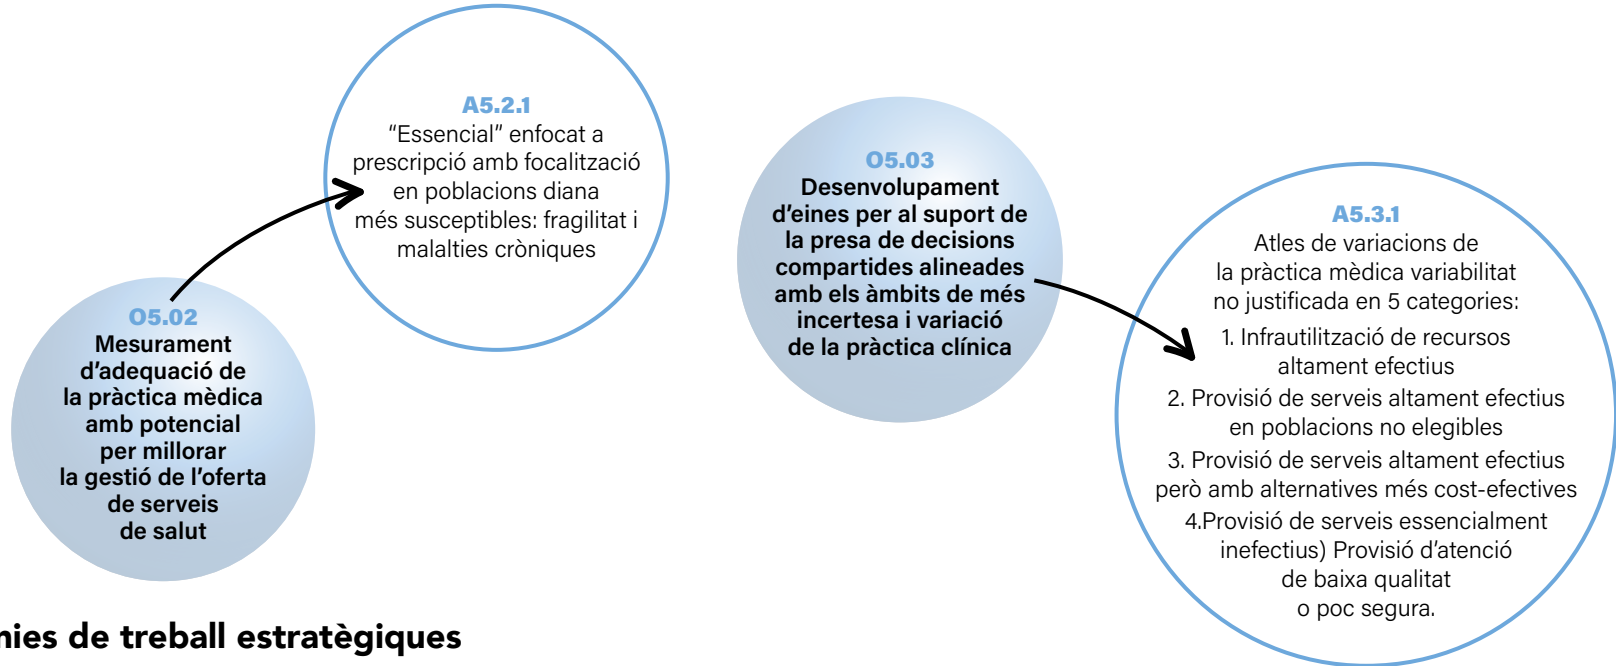 A5.2.1
“Essencial” enfocat a
prescripció amb focalització
en poblacions diana
més susceptibles: fragilitat i
malalties cròniques
O5.02
Mesurament
d’adequació de
la pràctica mèdica
amb potencial
per millorar
la gestió de l’oferta
de serveis
de salut
O5.03
Desenvolupament
d’eines per al suport de
la presa de decisions
compartides alineades
amb els àmbits de més
incertesa i variació
de la pràctica clínica
A5.3.1
Atles de variacions de
la pràctica mèdica variabilitat
no justificada en 5 categories:
1. Infrautilització de recursos
altament efectius
2. Provisió de serveis altament efectius
en poblacions no elegibles
3. Provisió de serveis altament efectius
però amb alternatives més cost-efectives
4.Provisió de serveis essencialment
inefectius) Provisió d’atenció
de baixa qualitat
o poc segura.
de treball estratègiques